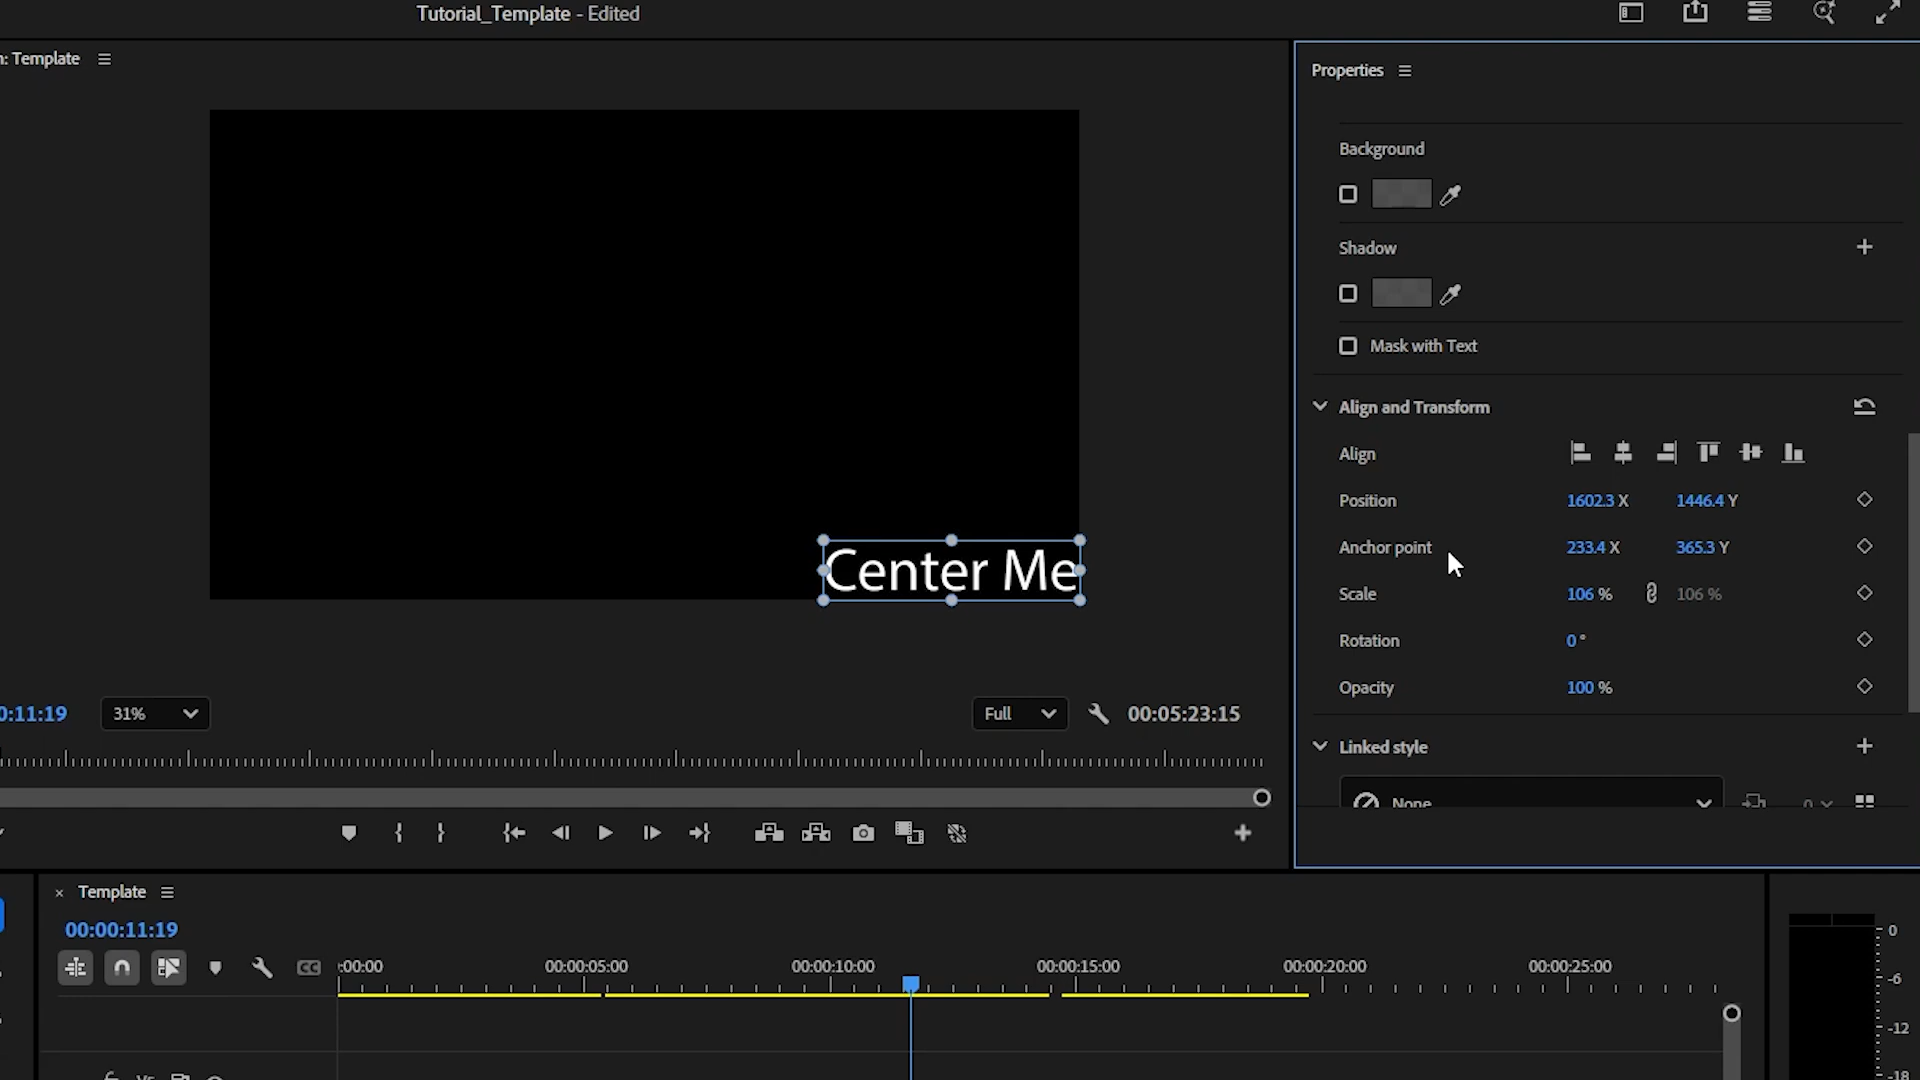 Tutorial_Template - Edited
: Template
Properties
Background
Shadow
Mask with Text
Align and Transform
Align
Position 1602.3 X 1446.4 Y
Anchor point 233.4 X 365.3 Y
Scale 106 % 106 %
Rotation 0 °
Opacity 100 %
Linked style
None
0
Center Me
0:11:19 31% Full 00:05:23:15
Template
00:00:11:19
:00:00 00:00:05:00 00:00:10:00 00:00:15:00 00:00:20:00 00:00:25:00
CC
0
-6
-12
-18